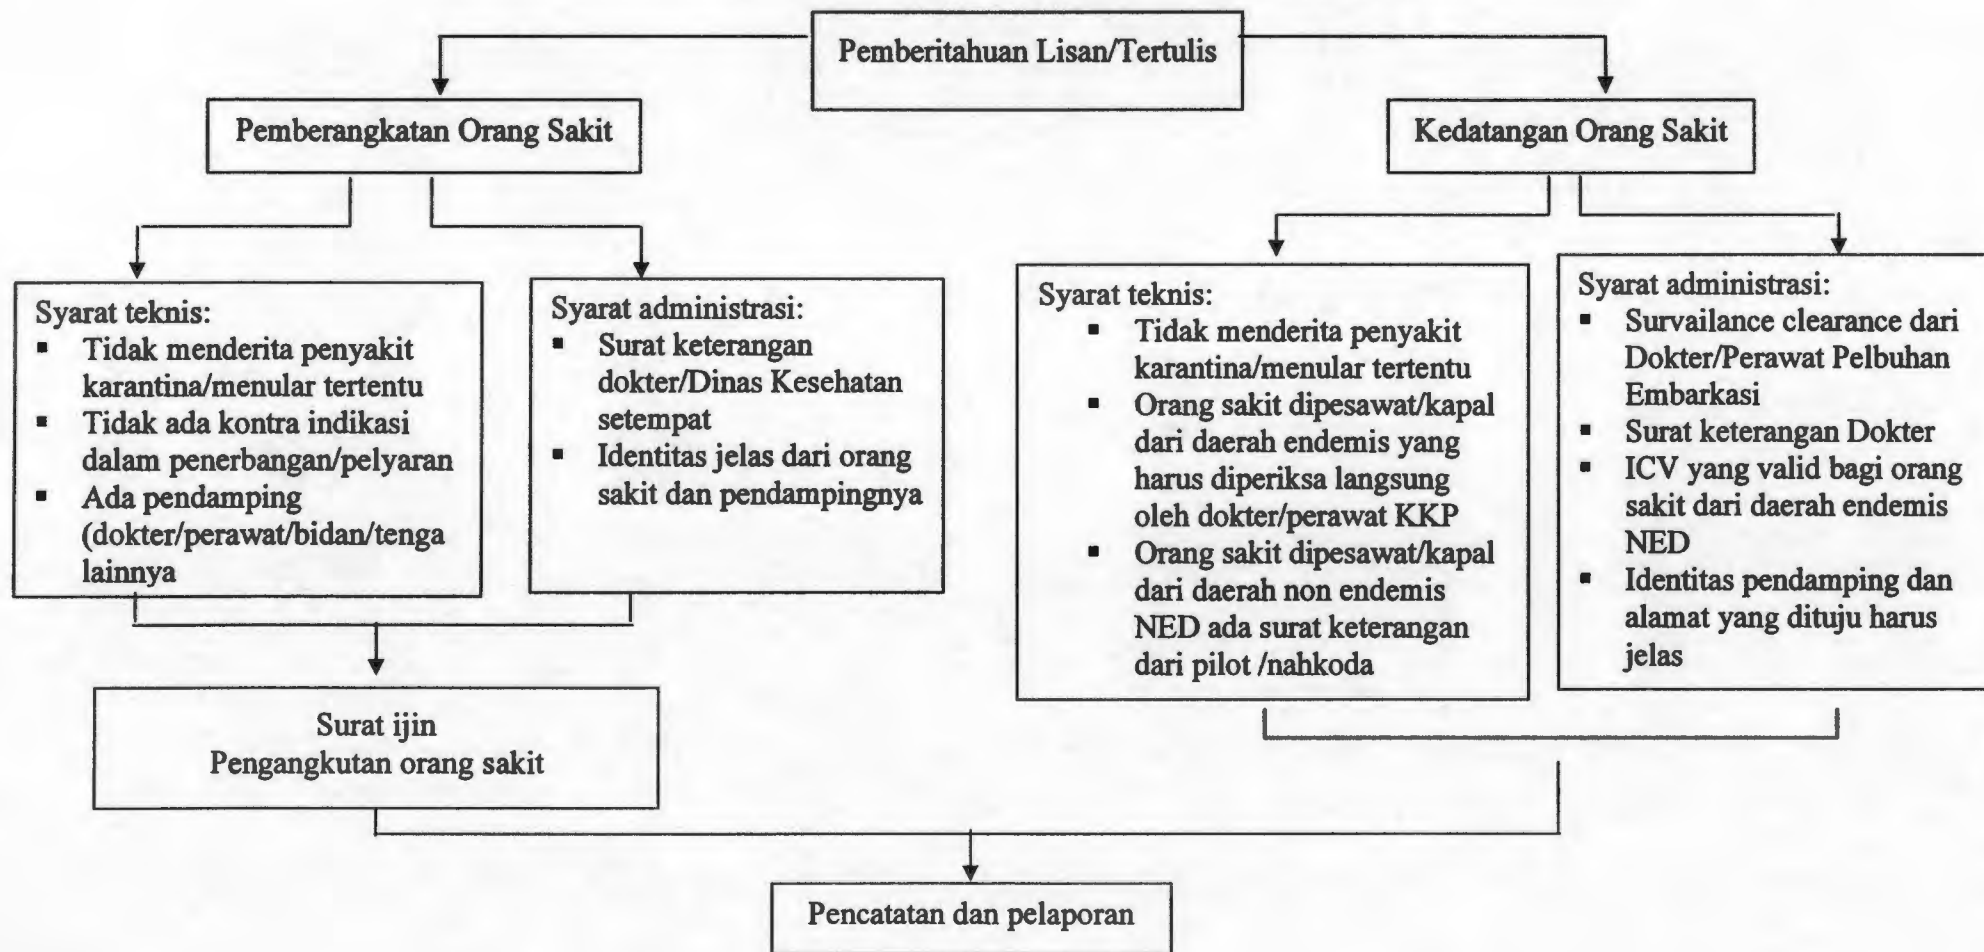 Pemberitahuan Lisan/Tertulis
Pemberangkatan Orang Sakit
Kedatangan Orang Sakit
Syarat teknis:
▪ Tidak menderita penyakit
karantina/menular tertentu
▪ Tidak ada kontra indikasi
dalam penerbangan/pelyaran
▪ Ada pendamping
(dokter/perawat/bidan/tenga
lainnya
Syarat administrasi:
▪ Surat keterangan
dokter/Dinas Kesehatan
setempat
▪ Identitas jelas dari orang
sakit dan pendampingnya
Syarat teknis:
▪ Tidak menderita penyakit
karantina/menular tertentu
▪ Orang sakit dipesawat/kapal
dari daerah endemis yang
harus diperiksa langsung
oleh dokter/perawat KKP
▪ Orang sakit dipesawat/kapal
dari daerah non endemis
NED ada surat keterangan
dari pilot /nahkoda
Syarat administrasi:
▪ Survailance clearance dari
Dokter/Perawat Pelbuhan
Embarkasi
▪ Surat keterangan Dokter
▪ ICV yang valid bagi orang
sakit dari daerah endemis
NED
▪ Identitas pendamping dan
alamat yang dituju harus
jelas
Surat ijin
Pengangkutan orang sakit
Pencatatan dan pelaporan